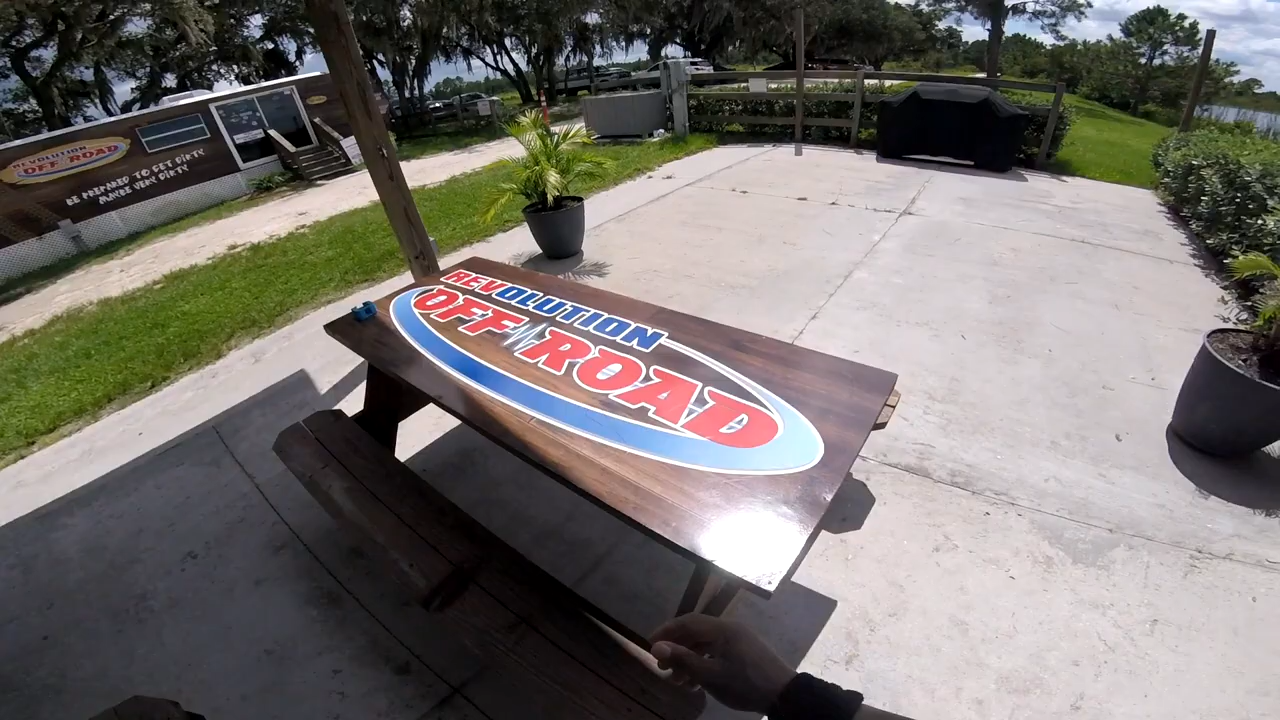 REVOLUTION
OFF ROAD
BE PREPARED TO GET DIRTY
MAYBE VERY DIRTY
REVOLUTION
OFF ROAD